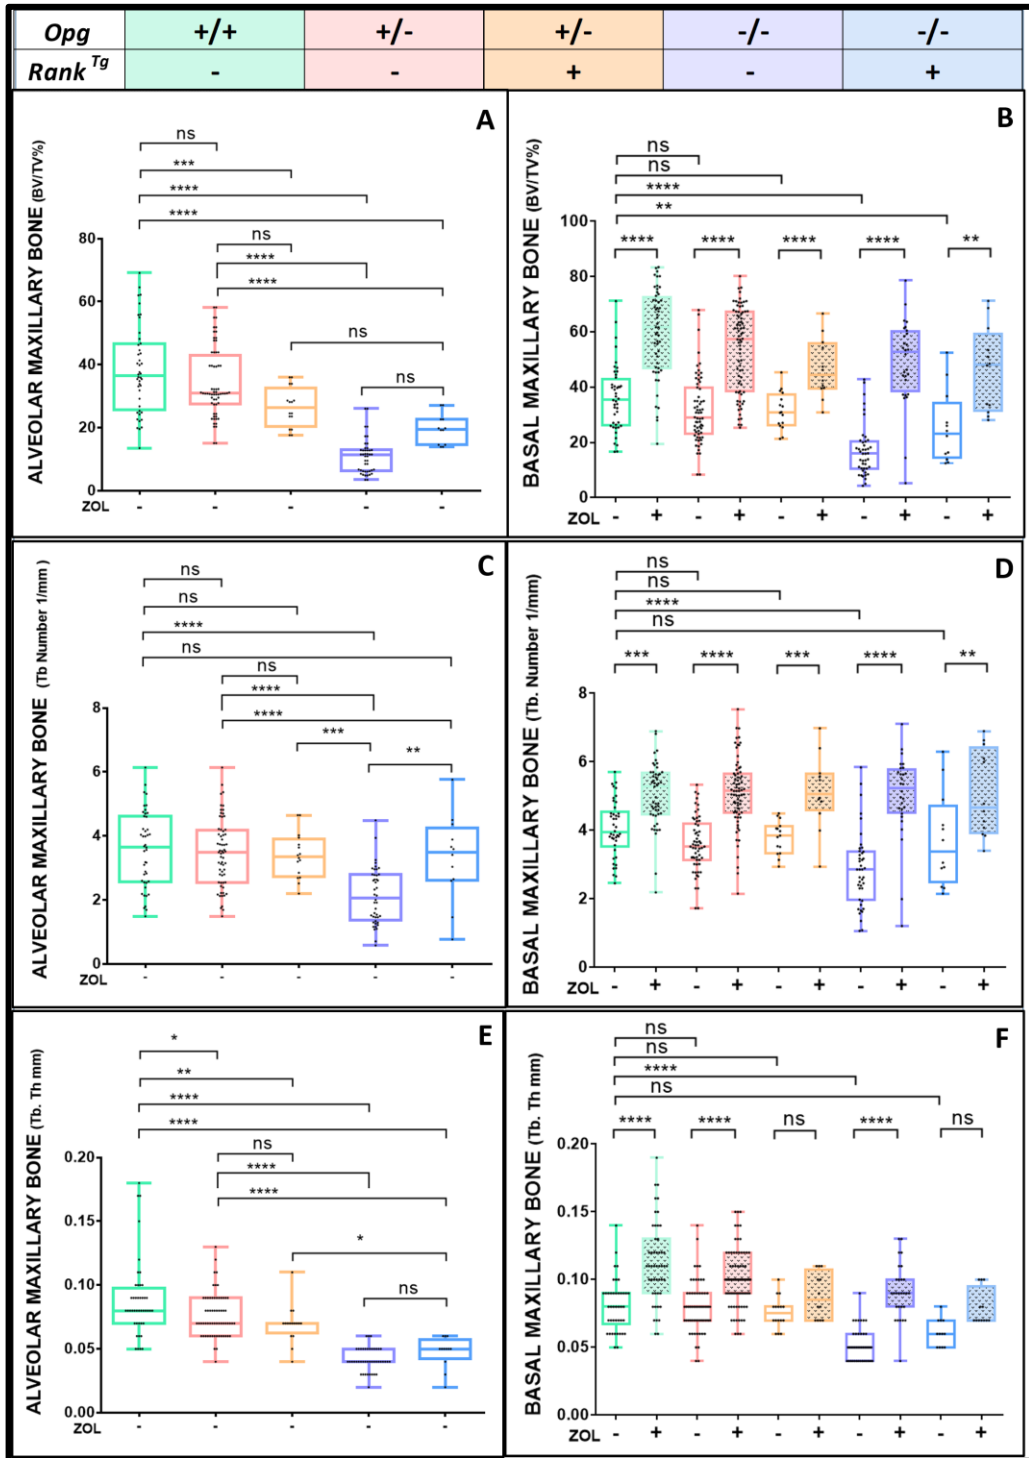 Opg +/+ +/- +/- -/- -/-
Rank Tg - - + - +
A
ALVEOLAR MAXILLARY BONE (BV/TV%)
ns
***
****
****
ns
****
****
ns
ns
80
60
40
20
0
ZOL - - - - -
B
BASAL MAXILLARY BONE (BV/TV%)
ns
ns
****
**
**** **** **** **** **
100
80
60
40
20
0
ZOL - + - + - + - + - +
C
ALVEOLAR MAXILLARY BONE (Tb Number 1/mm )
ns
ns
****
ns
ns
****
****
***
**
8
6
4
2
0
ZOL - - - - -
D
BASAL MAXILLARY BONE (Tb. Number 1/mm)
ns
ns
****
ns
*** **** *** **** **
8
6
4
2
0
ZOL - + - + - + - + - +
E
ALVEOLAR MAXILLARY BONE (Tb. Th mm)
*
**
****
****
ns
****
****
*
ns
0.20
0.15
0.10
0.05
0.00
ZOL - - - - -
F
BASAL MAXILLARY BONE (Tb. Th mm)
ns
ns
****
ns
**** **** ns **** ns
0.20
0.15
0.10
0.05
0.00
ZOL - + - + - + - + - +